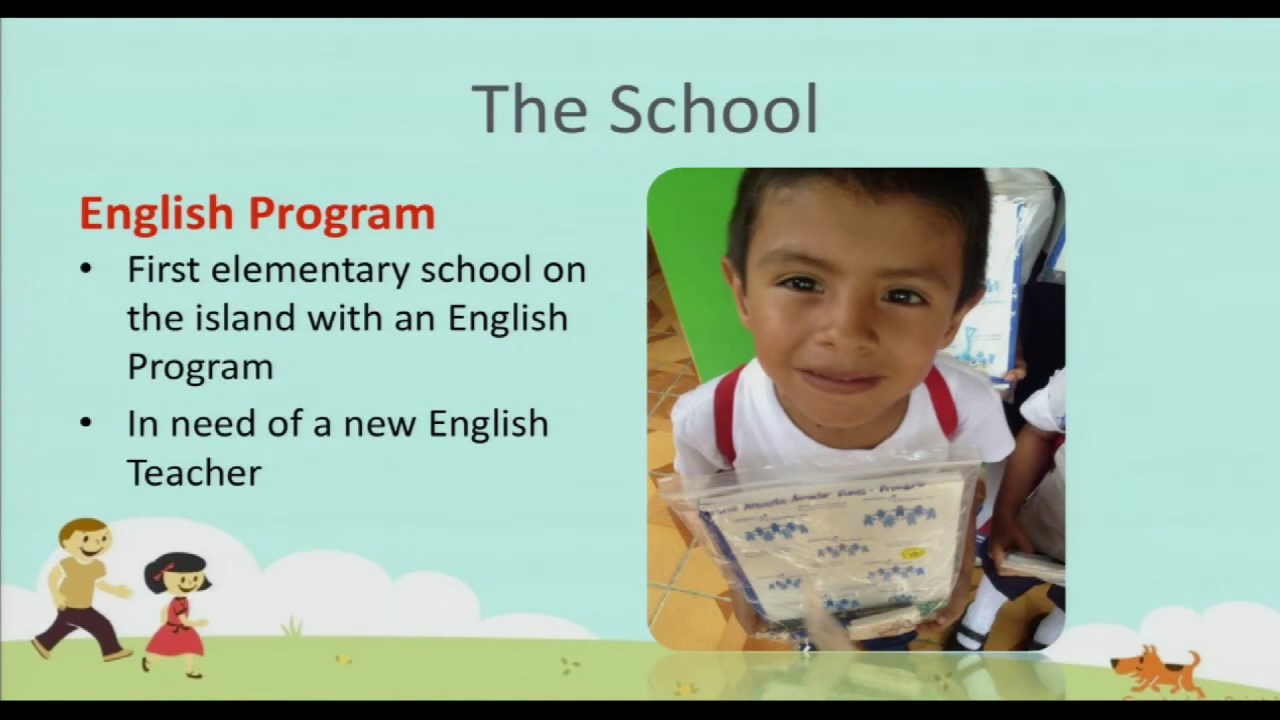 The School
English Program
• First elementary school on
the island with an English
Program
• In need of a new English
Teacher